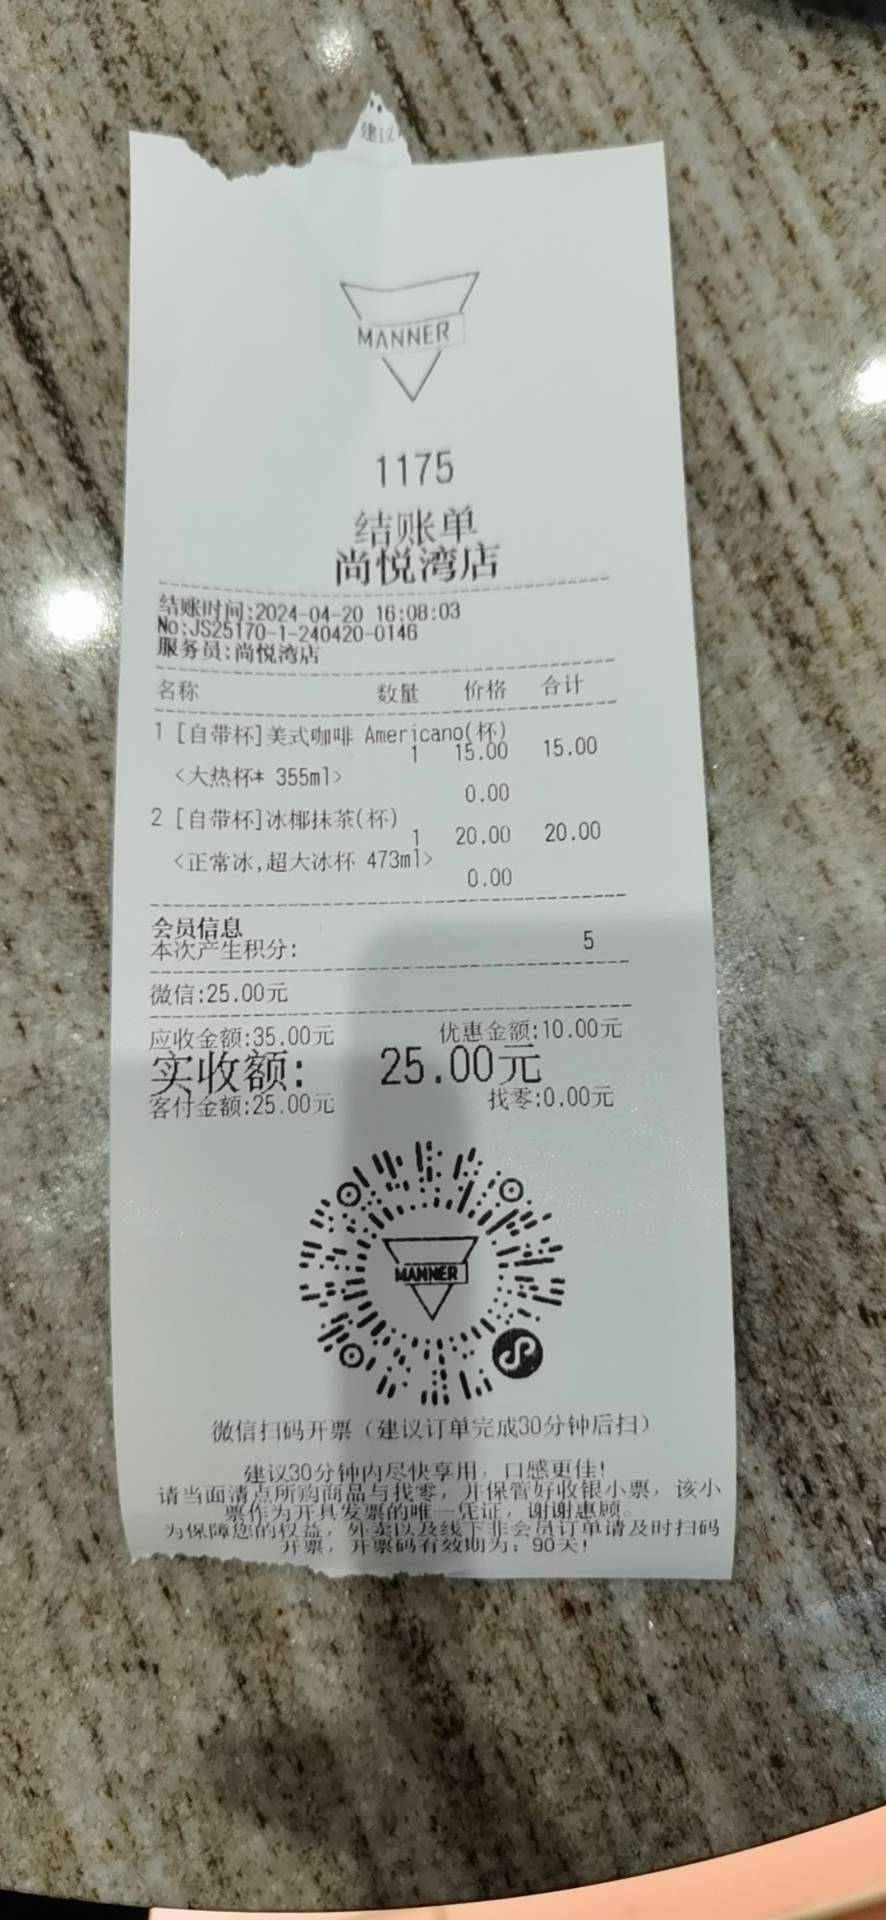 建议
MANNER
1175
结账单
尚悦湾店
结账时间:2024-04-20 16:08:03
No:JS25170-1-240420-0146
服务员:尚悦湾店
名称 数量 价格 合计
1 [自带杯]美式咖啡 Americano(杯)
1 15.00 15.00
<大热杯* 355ml>
0.00
2 [自带杯]冰椰抹茶(杯)
1 20.00 20.00
<正常冰,超大冰杯 473ml>
0.00
会员信息
本次产生积分: 5
微信:25.00元
应收金额:35.00元 优惠金额:10.00元
实收额: 25.00元
客付金额:25.00元 找零:0.00元
MANNER
微信扫码开票（建议订单完成30分钟后扫）
建议30分钟内尽快享用，口感更佳!
请当面清点所购商品与找零，并保管好收银小票，该小
票作为开具发票的唯一凭证，谢谢惠顾。
为保障您的权益，外卖以及线下非会员订单请及时扫码
开票，开票码有效期为：90天!